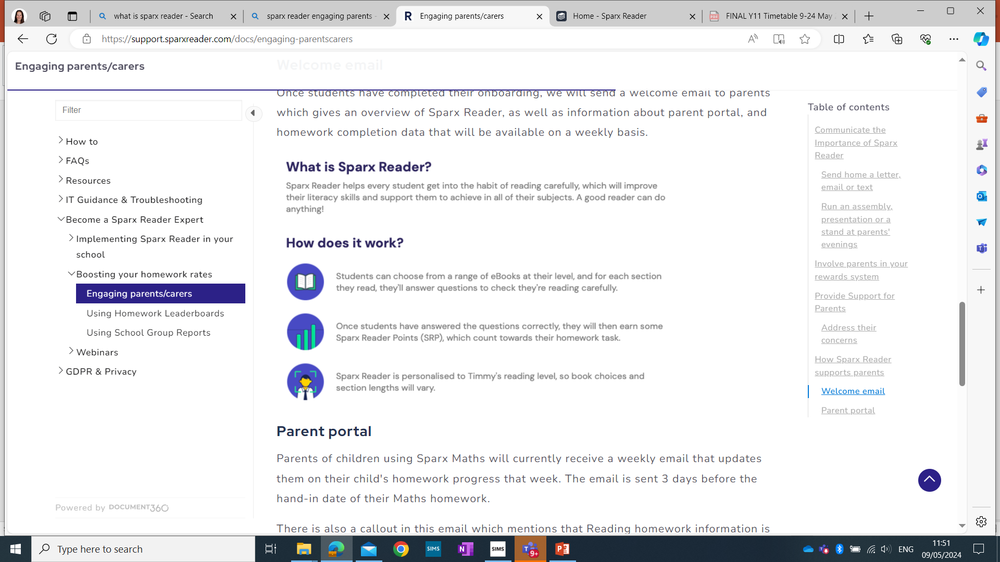 what is sparx reader - Search
sparx reader engaging parents -
R Engaging parents/carers
Home - Sparx Reader
FINAL Y11 Timetable 9-24 May
https://support.sparxreader.com/docs/engaging-parentscarers
Engaging parents/carers
Welcome email
Filter
How to
FAQs
Resources
IT Guidance & Troubleshooting
Become a Sparx Reader Expert
Implementing Sparx Reader in your
school
Boosting your homework rates
Engaging parents/carers
Using Homework Leaderboards
Using School Group Reports
Webinars
GDPR & Privacy
Powered by DOCUMENT360
Once students have completed their onboarding, we will send a welcome email to parents
which gives an overview of Sparx Reader, as well as information about parent portal, and
homework completion data that will be available on a weekly basis.
What is Sparx Reader?
Sparx Reader helps every student get into the habit of reading carefully, which will improve
their literacy skills and support them to achieve in all of their subjects. A good reader can do
anything!
How does it work?
Students can choose from a range of eBooks at their level, and for each section
they read, they'll answer questions to check they're reading carefully.
Once students have answered the questions correctly, they will then earn some
Sparx Reader Points (SRP), which count towards their homework task.
Sparx Reader is personalised to Timmy's reading level, so book choices and
section lengths will vary.
Parent portal
Parents of children using Sparx Maths will currently receive a weekly email that updates
them on their child's homework progress that week. The email is sent 3 days before the
hand-in date of their Maths homework.
There is also a callout in this email which mentions that Reading homework information is
Table of contents
Communicate the
Importance of Sparx
Reader
Send home a letter,
email or text
Run an assembly,
presentation or a
stand at parents'
evenings
Involve parents in your
rewards system
Provide Support for
Parents
Address their
concerns
How Sparx Reader
supports parents
Welcome email
Parent portal
Type here to search
SIMS
SIMS
9+
ENG
11:51
09/05/2024